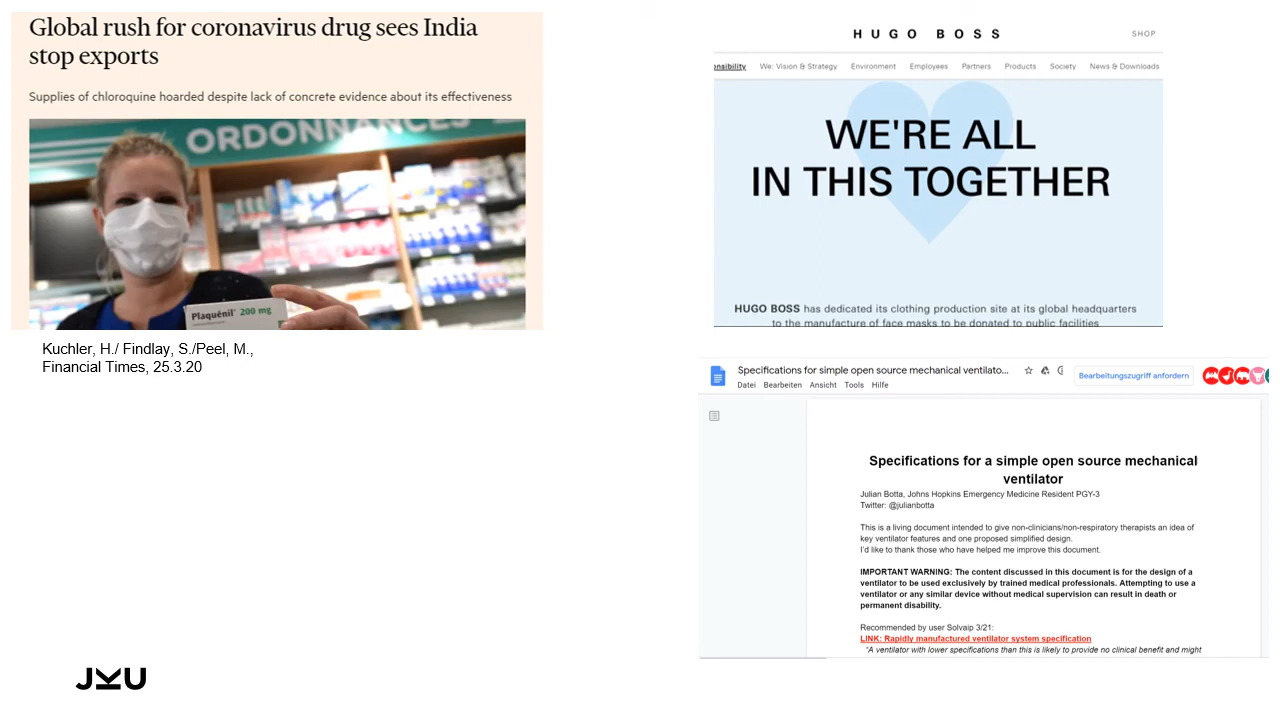 Global rush for coronavirus drug sees India
stop exports
Supplies of chloroquine hoarded despite lack of concrete evidence about its effectiveness
ORDONNANCES
Plaquénil 200 mg
Kuchler, H./ Findlay, S./Peel, M.,
Financial Times, 25.3.20
HUGO BOSS
SHOP
nsibility We: Vision & Strategy Environment Employees Partners Products Society News & Downloads
WE'RE ALL
IN THIS TOGETHER
HUGO BOSS has dedicated its clothing production site at its global headquarters
to the manufacture of face masks to be donated to public facilities
Specifications for simple open source mechanical ventilato...
Bearbeitungszugriff anfordern
Datei Bearbeiten Ansicht Tools Hilfe
Specifications for a simple open source mechanical
ventilator
Julian Botta, Johns Hopkins Emergency Medicine Resident PGY-3
Twitter: @julianbotta
This is a living document intended to give non-clinicians/non-respiratory therapists an idea of
key ventilator features and one proposed simplified design.
I'd like to thank those who have helped me improve this document.
IMPORTANT WARNING: The content discussed in this document is for the design of a
ventilator to be used exclusively by trained medical professionals. Attempting to use a
ventilator or any similar device without medical supervision can result in death or
permanent disability.
Recommended by user Solvaip 3/21:
LINK: Rapidly manufactured ventilator system specification
"A ventilator with lower specifications than this is likely to provide no clinical benefit and might
JKU